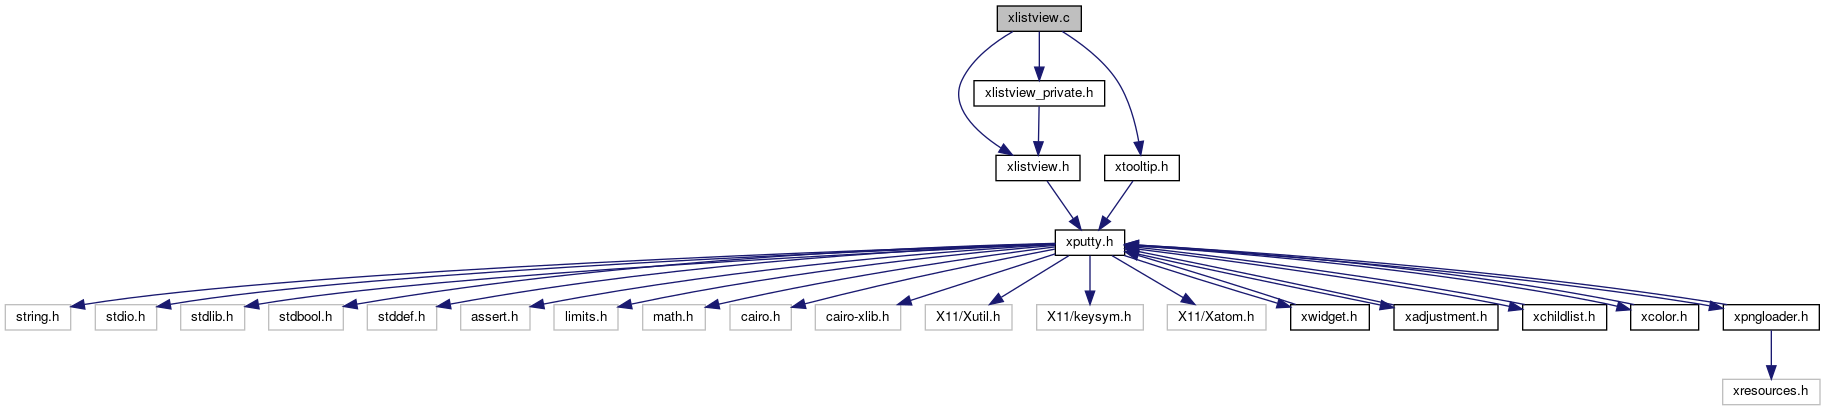 xlistview.c
xlistview_private.h
xlistview.h
xtooltip.h
xputty.h
string.h
stdio.h
stdlib.h
stdbool.h
stddef.h
assert.h
limits.h
math.h
cairo.h
cairo-xlib.h
X11/Xutil.h
X11/keysym.h
X11/Xatom.h
xwidget.h
xadjustment.h
xchildlist.h
xcolor.h
xpngloader.h
xresources.h